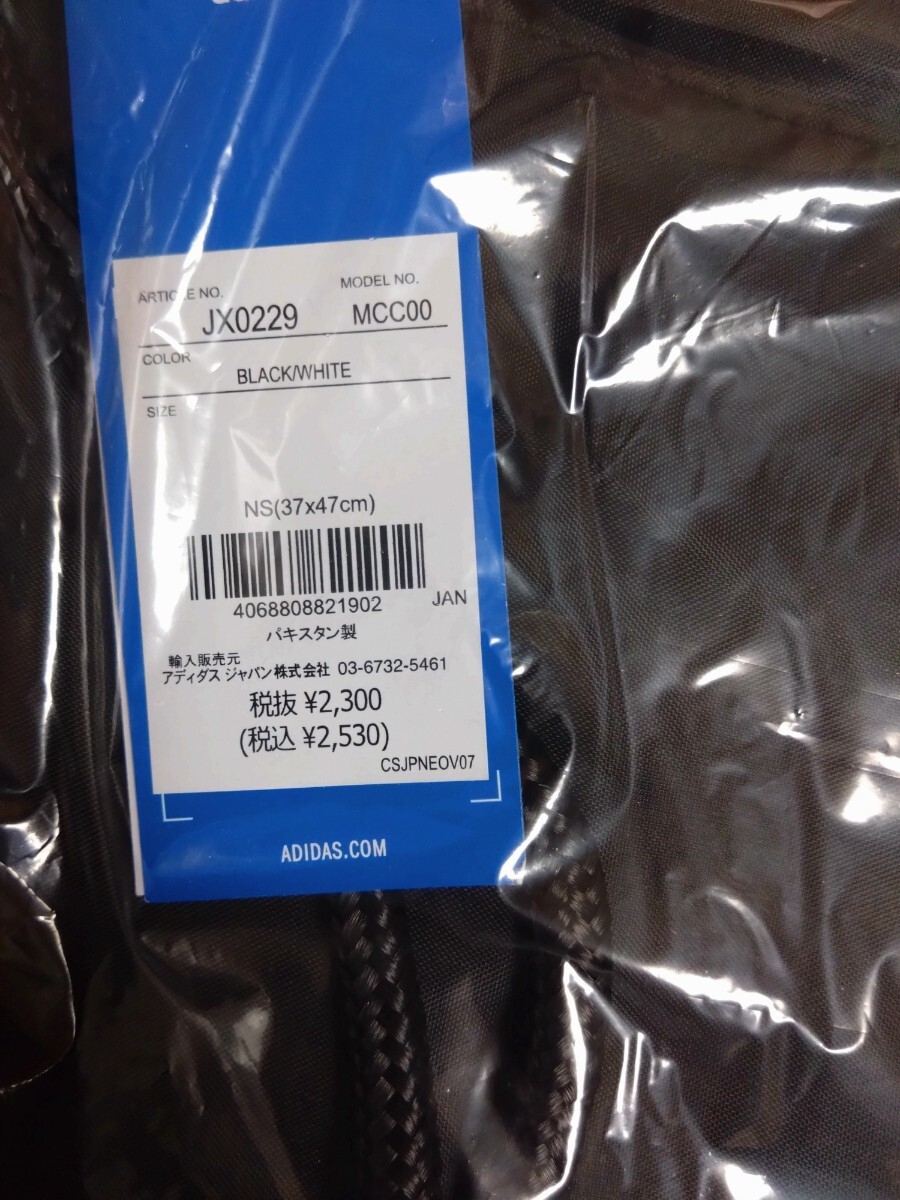 ARTICLE NO. MODEL NO.
JX0229 MCC00
COLOR
BLACK/WHITE
SIZE
NS(37x47cm)
4068808821902 JAN
パキスタン製
輸入販売元
アディダス ジャパン株式会社 03-6732-5461
税抜 ¥2,300
(税込 ¥2,530)
CSJPNEOV07
ADIDAS.COM